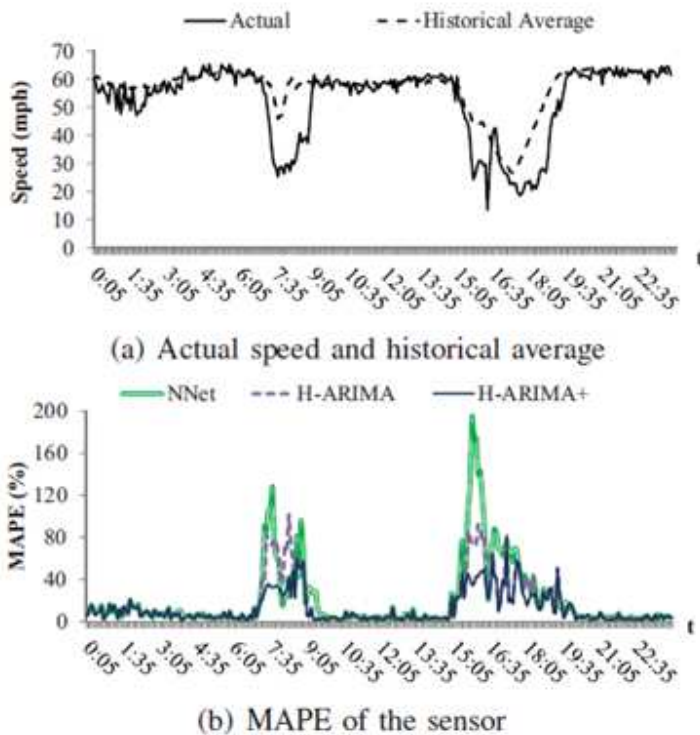 Actual Historical Average
Speed (mph)
70
60
50
40
30
20
10
0
0:05 1:35 3:05 4:35 6:05 7:35 9:05 10:35 12:05 13:35 15:05 16:35 18:05 19:35 21:05 22:35
(a) Actual speed and historical average
NNet H-ARIMA H-ARIMA+
MAPE (%)
200
160
120
80
40
0
t
0:05 1:35 3:05 4:35 6:05 7:35 9:05 10:35 12:05 13:35 15:05 16:35 18:05 19:35 21:05 22:35
(b) MAPE of the sensor